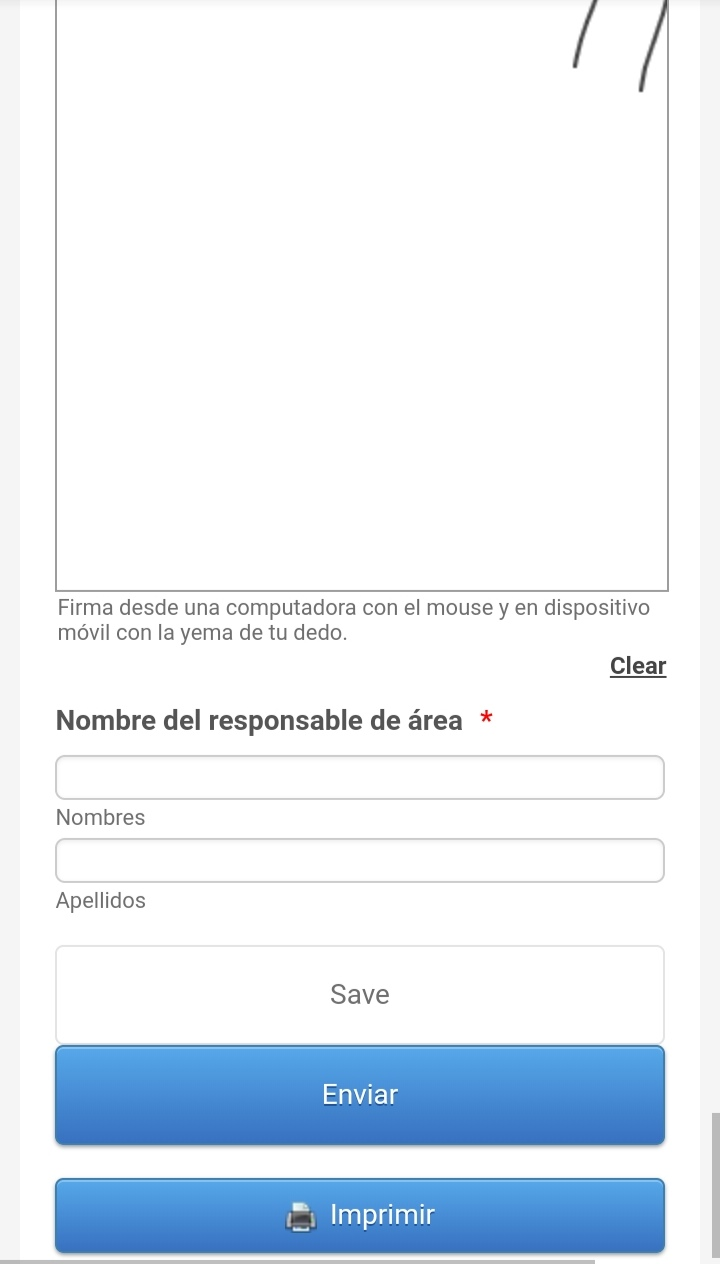 Firma desde una computadora con el mouse y en dispositivo
móvil con la yema de tu dedo.
Clear
Nombre del responsable de área *
Nombres
Apellidos
Save
Enviar
Imprimir